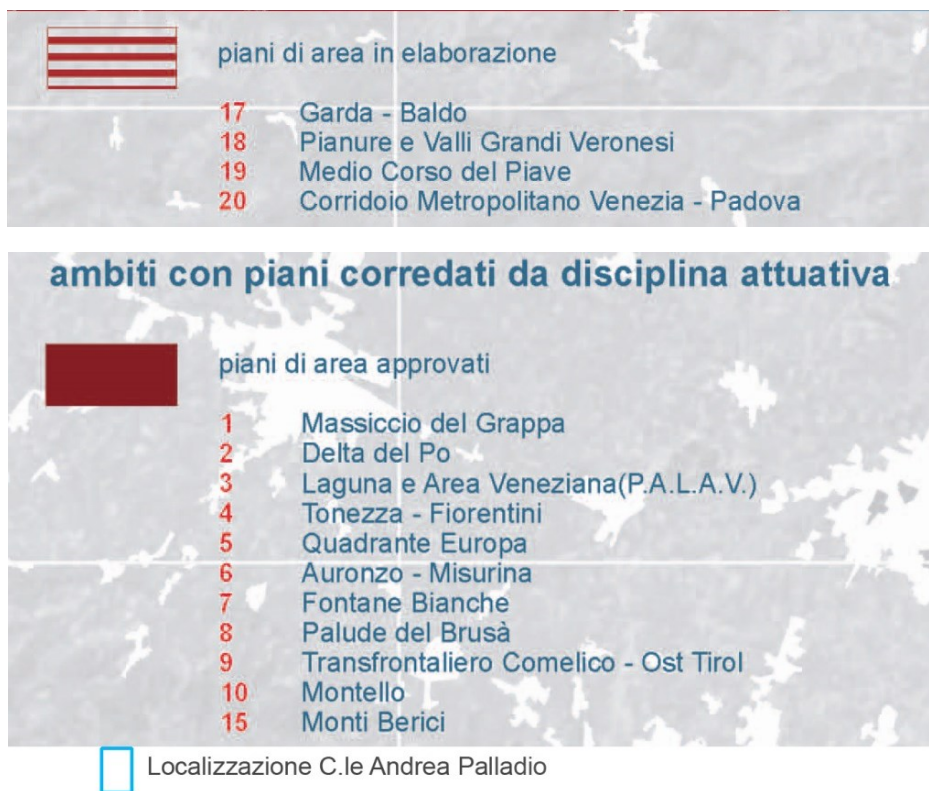 piani di area in elaborazione
17 Garda - Baldo
18 Pianure e Valli Grandi Veronesi
19 Medio Corso del Piave
20 Corridoio Metropolitano Venezia - Padova
ambiti con piani corredati da disciplina attuativa
piani di area approvati
1 Massiccio del Grappa
2 Delta del Po
3 Laguna e Area Veneziana(P.A.L.A.V.)
4 Tonezza - Fiorentini
5 Quadrante Europa
6 Auronzo - Misurina
7 Fontane Bianche
8 Palude del Brusà
9 Transfrontaliero Comelico - Ost Tirol
10 Montello
15 Monti Berici
Localizzazione C.le Andrea Palladio